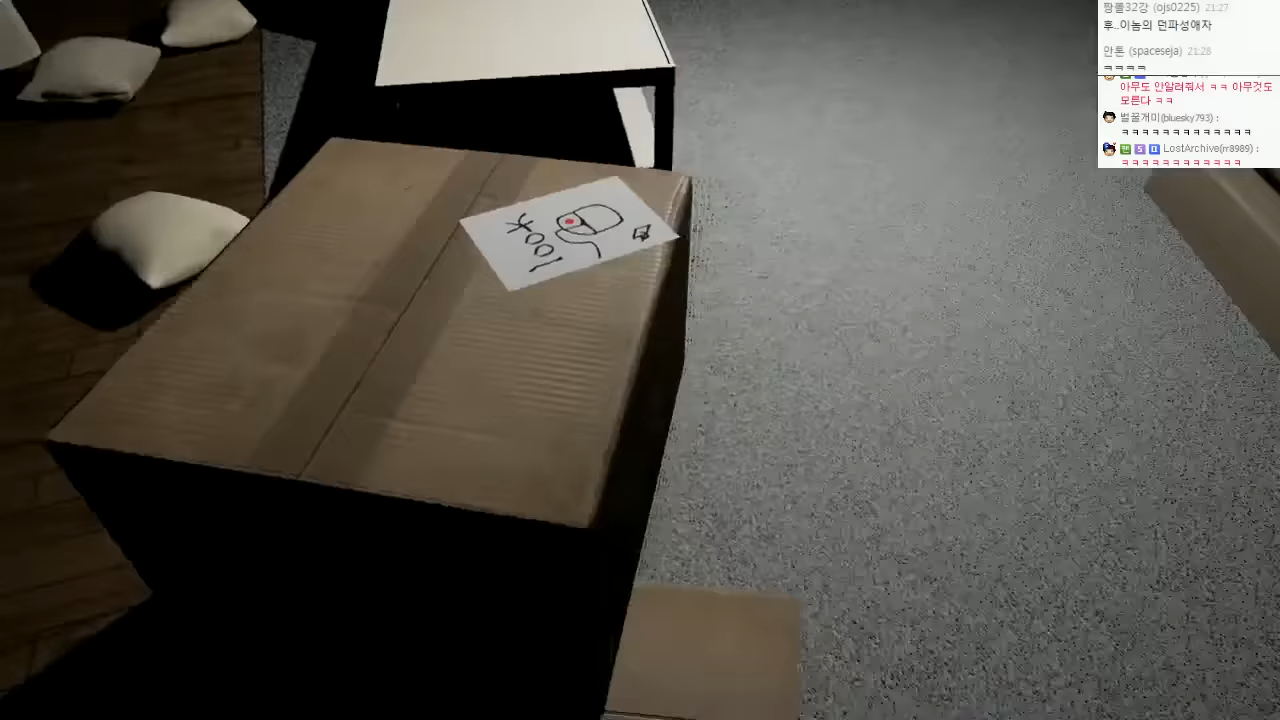 짱쫄32강 (ojs0225) 21:27
후..이놈의 던파성애자
안톤 (spaceseja) 21:28
ㅋㅋㅋㅋ
아무도 안알려줘서 ㅋㅋ 아무것도
모른다 ㅋㅋ
벌꿀개미(bluesky793) :
ㅋㅋㅋㅋㅋㅋㅋㅋㅋㅋㅋㅋㅋ
LostArchive(rr8989) :
ㅋㅋㅋㅋㅋㅋㅋㅋㅋㅋㅋㅋ
look